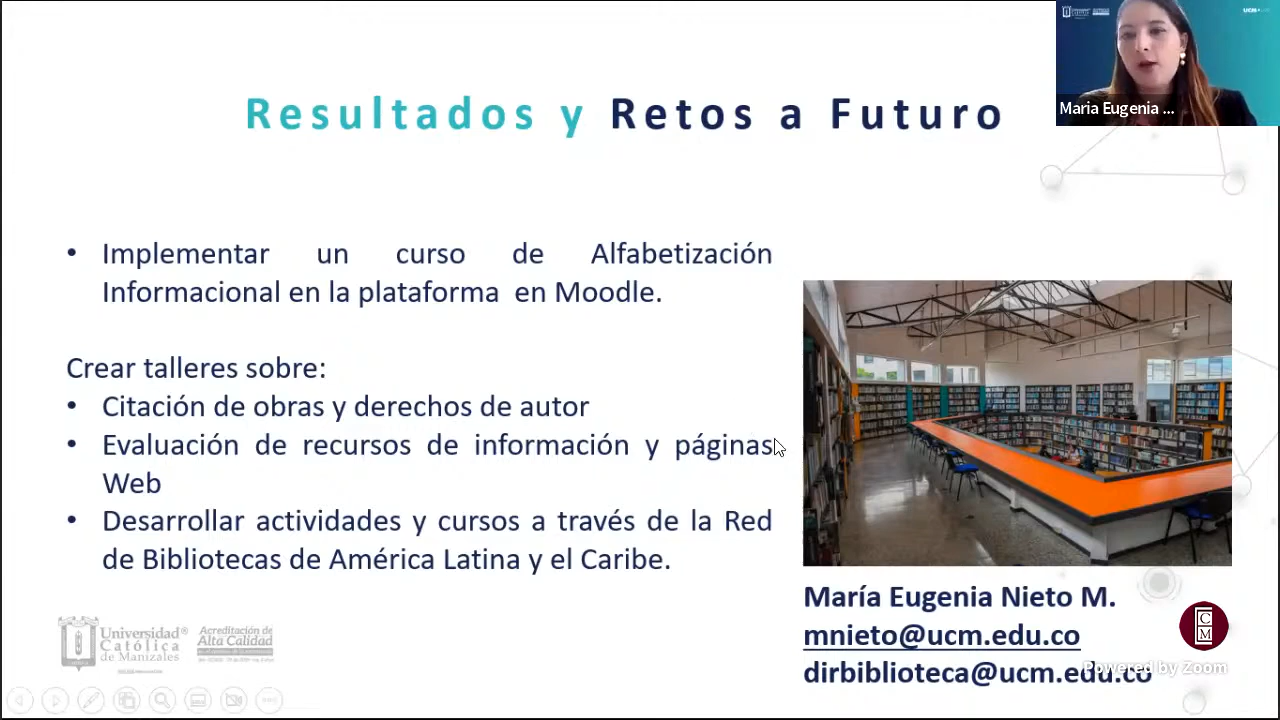 UCM
Maria Eugenia ...
Resultados y Retos a Futuro
• Implementar un curso de Alfabetización
Informacional en la plataforma en Moodle.
Crear talleres sobre:
• Citación de obras y derechos de autor
• Evaluación de recursos de información y páginas
Web
• Desarrollar actividades y cursos a través de la Red
de Bibliotecas de América Latina y el Caribe.
María Eugenia Nieto M.
mnieto@ucm.edu.co
dirbiblioteca@ucm.edu.co
Universidad®
Católica
de Manizales
Acreditación de
Alta Calidad
CM
Powered by Zoom